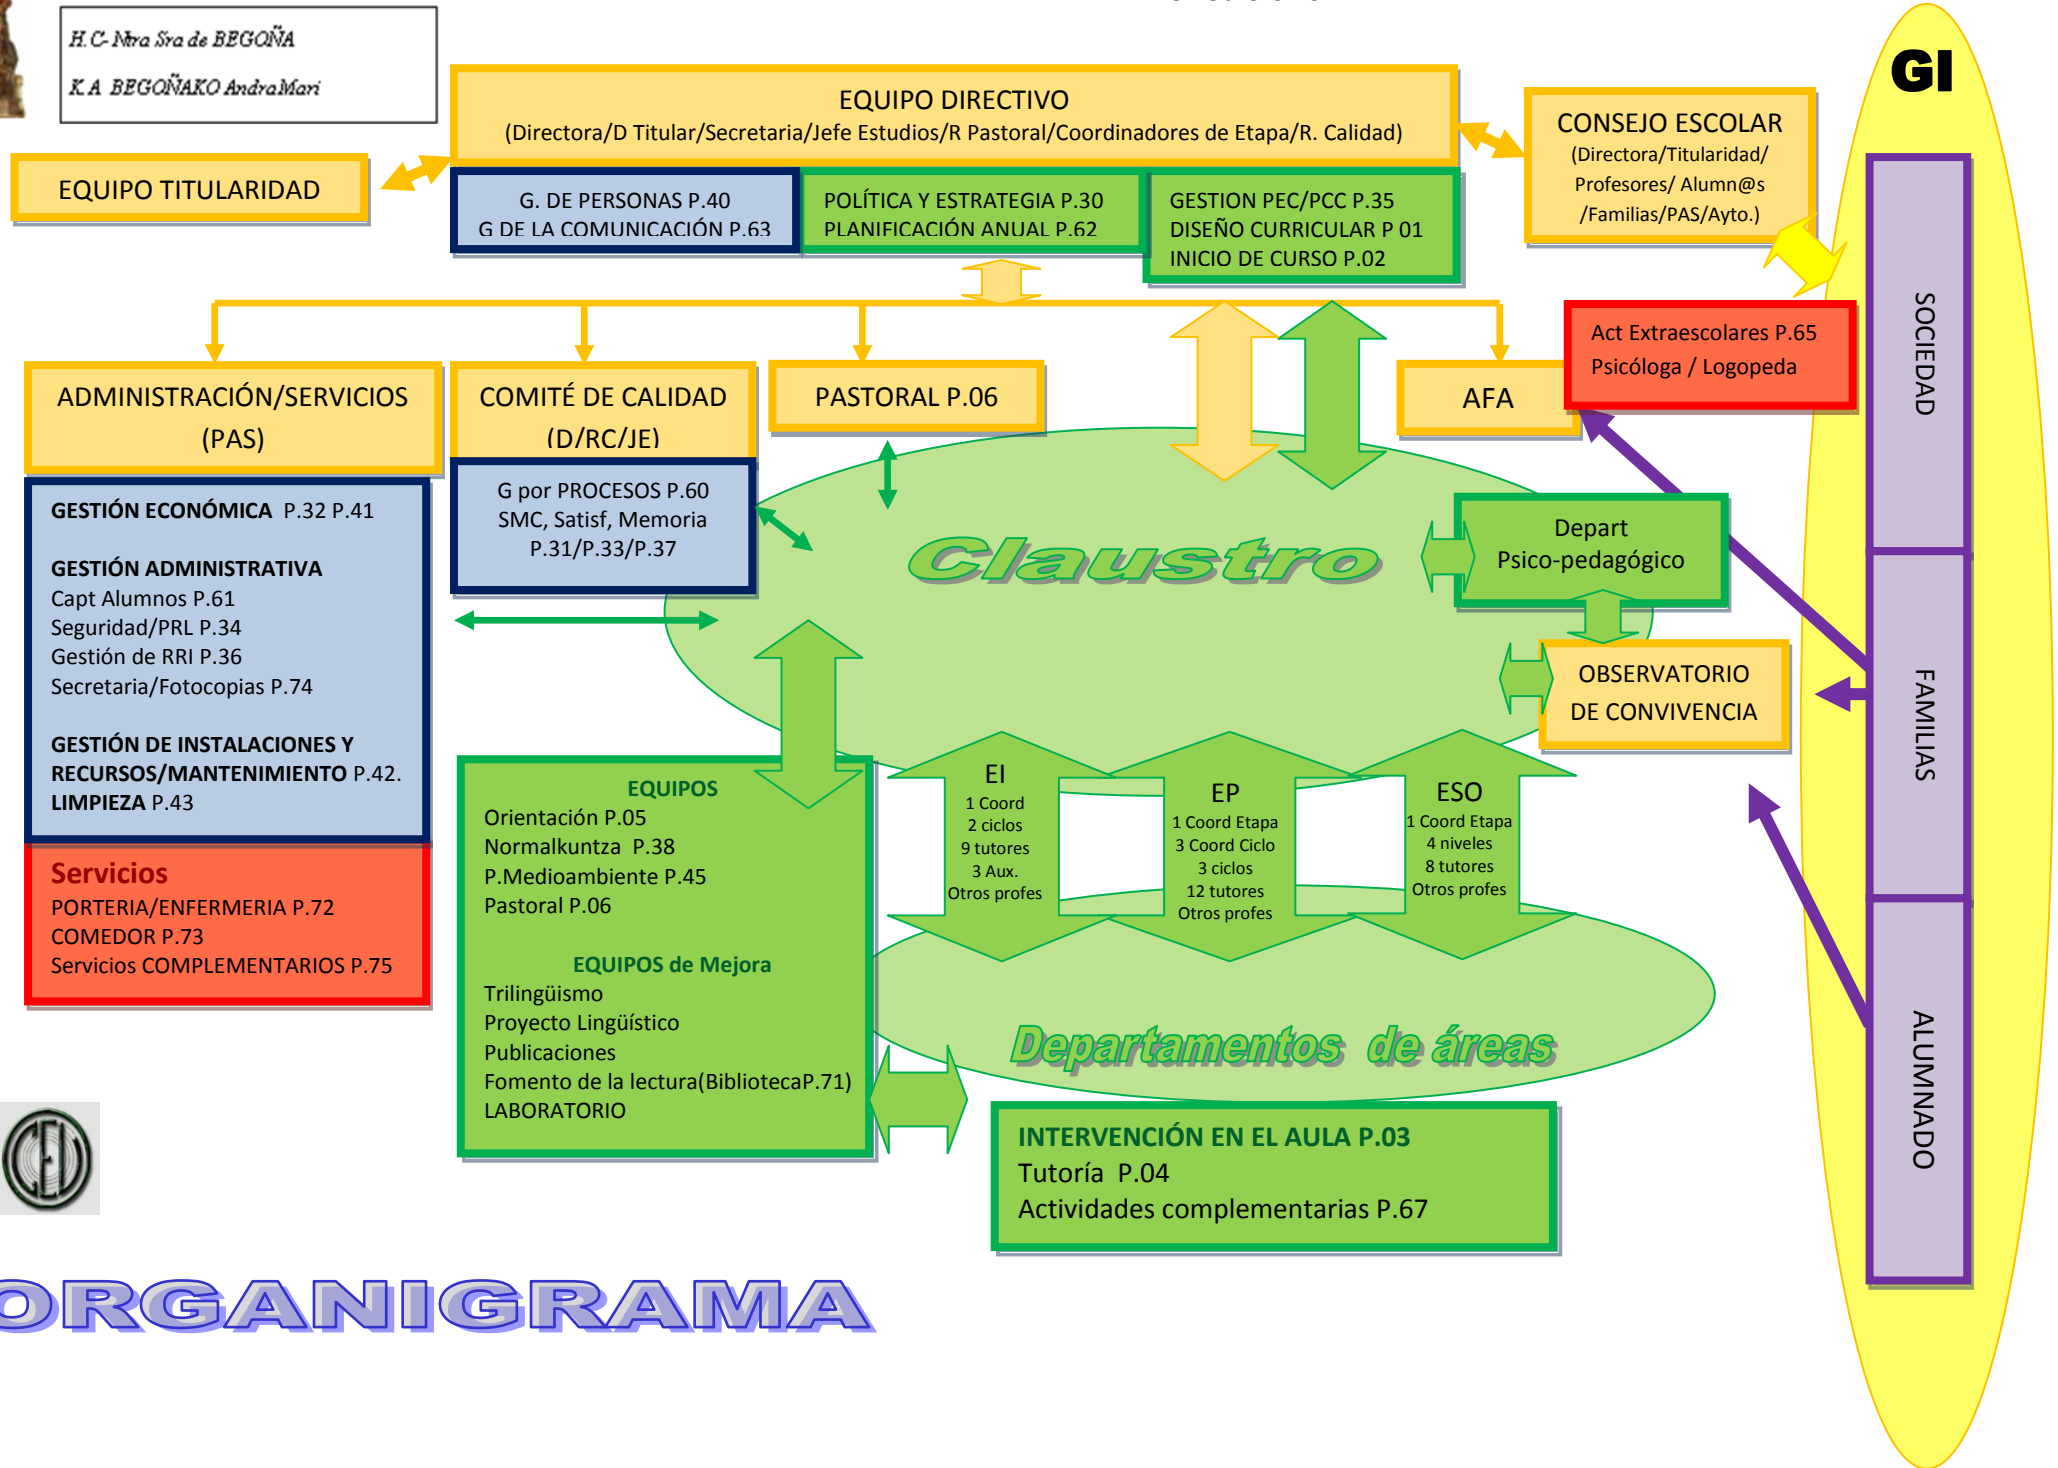 H.C- Ntra Sra de BEGOÑA
K.A BEGOÑAKO AndraMari
EQUIPO DIRECTIVO
(Directora/D Titular/Secretaria/Jefe Estudios/R Pastoral/Coordinadores de Etapa/R. Calidad)
EQUIPO TITULARIDAD
G. DE PERSONAS P.40
G DE LA COMUNICACIÓN P.63
POLÍTICA Y ESTRATEGIA P.30
PLANIFICACIÓN ANUAL P.62
GESTION PEC/PCC P.35
DISEÑO CURRICULAR P 01
INICIO DE CURSO P.02
CONSEJO ESCOLAR
(Directora/Titularidad/
Profesores/ Alumn@s
/Familias/PAS/Ayto.)
GI
SOCIEDAD
FAMILIAS
ALUMNADO
Act Extraescolares P.65
Psicóloga / Logopeda
ADMINISTRACIÓN/SERVICIOS
(PAS)
COMITÉ DE CALIDAD
(D/RC/JE)
PASTORAL P.06
AFA
GESTIÓN ECONÓMICA P.32 P.41
GESTIÓN ADMINISTRATIVA
Capt Alumnos P.61
Seguridad/PRL P.34
Gestión de RRI P.36
Secretaria/Fotocopias P.74
GESTIÓN DE INSTALACIONES Y
RECURSOS/MANTENIMIENTO P.42.
LIMPIEZA P.43
Servicios
PORTERIA/ENFERMERIA P.72
COMEDOR P.73
Servicios COMPLEMENTARIOS P.75
G por PROCESOS P.60
SMC, Satisf, Memoria
P.31/P.33/P.37
Claustro
Depart
Psico-pedagógico
OBSERVATORIO
DE CONVIVENCIA
EQUIPOS
Orientación P.05
Normalkuntza P.38
P.Medioambiente P.45
Pastoral P.06
EQUIPOS de Mejora
Trilingüismo
Proyecto Lingüístico
Publicaciones
Fomento de la lectura(BibliotecaP.71)
LABORATORIO
EI
1 Coord
2 ciclos
9 tutores
3 Aux.
Otros profes
EP
1 Coord Etapa
3 Coord Ciclo
3 ciclos
12 tutores
Otros profes
ESO
1 Coord Etapa
4 niveles
8 tutores
Otros profes
Departamentos de áreas
INTERVENCIÓN EN EL AULA P.03
Tutoría P.04
Actividades complementarias P.67
ORGANIGRAMA